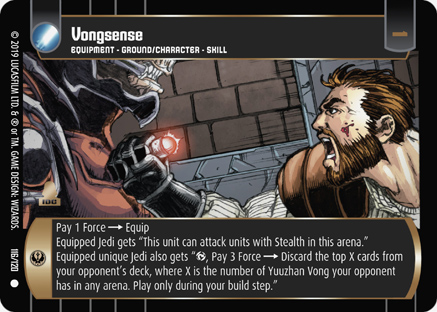 Vongsense
EQUIPMENT - GROUND/CHARACTER - SKILL
© 2019 LUCASFILM LTD. & ® or TM. GAME DESIGN: WIZARDS.
116/120
Pay 1 Force → Equip
Equipped Jedi gets “This unit can attack units with Stealth in this arena.”
Equipped unique Jedi also gets “, Pay 3 Force → Discard the top X cards from
your opponent's deck, where X is the number of Yuuzhan Vong your opponent
has in any arena. Play only during your build step.”